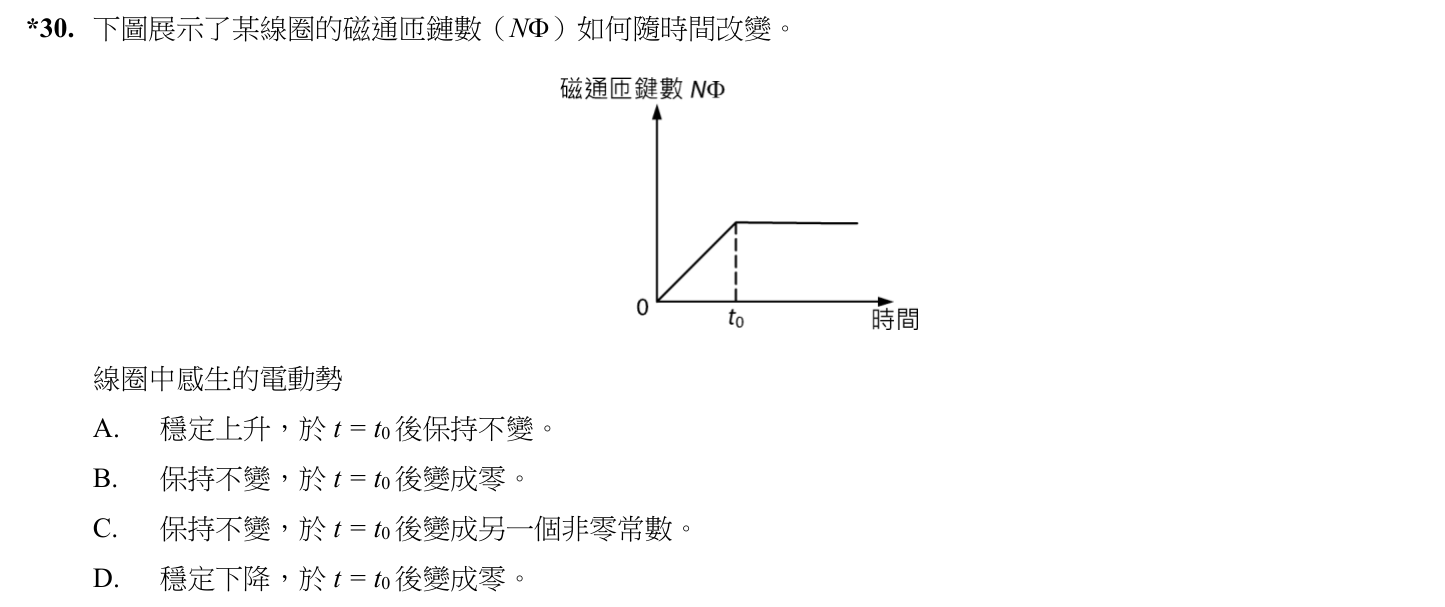 *30. 下圖展示了某線圈的磁通匝鏈數（NΦ）如何隨時間改變。
磁通匝鍵數 NΦ
0
t₀
時間
線圈中感生的電動勢
A. 穩定上升，於 t = t₀ 後保持不變。
B. 保持不變，於 t = t₀ 後變成零。
C. 保持不變，於 t = t₀ 後變成另一個非零常數。
D. 穩定下降，於 t = t₀ 後變成零。